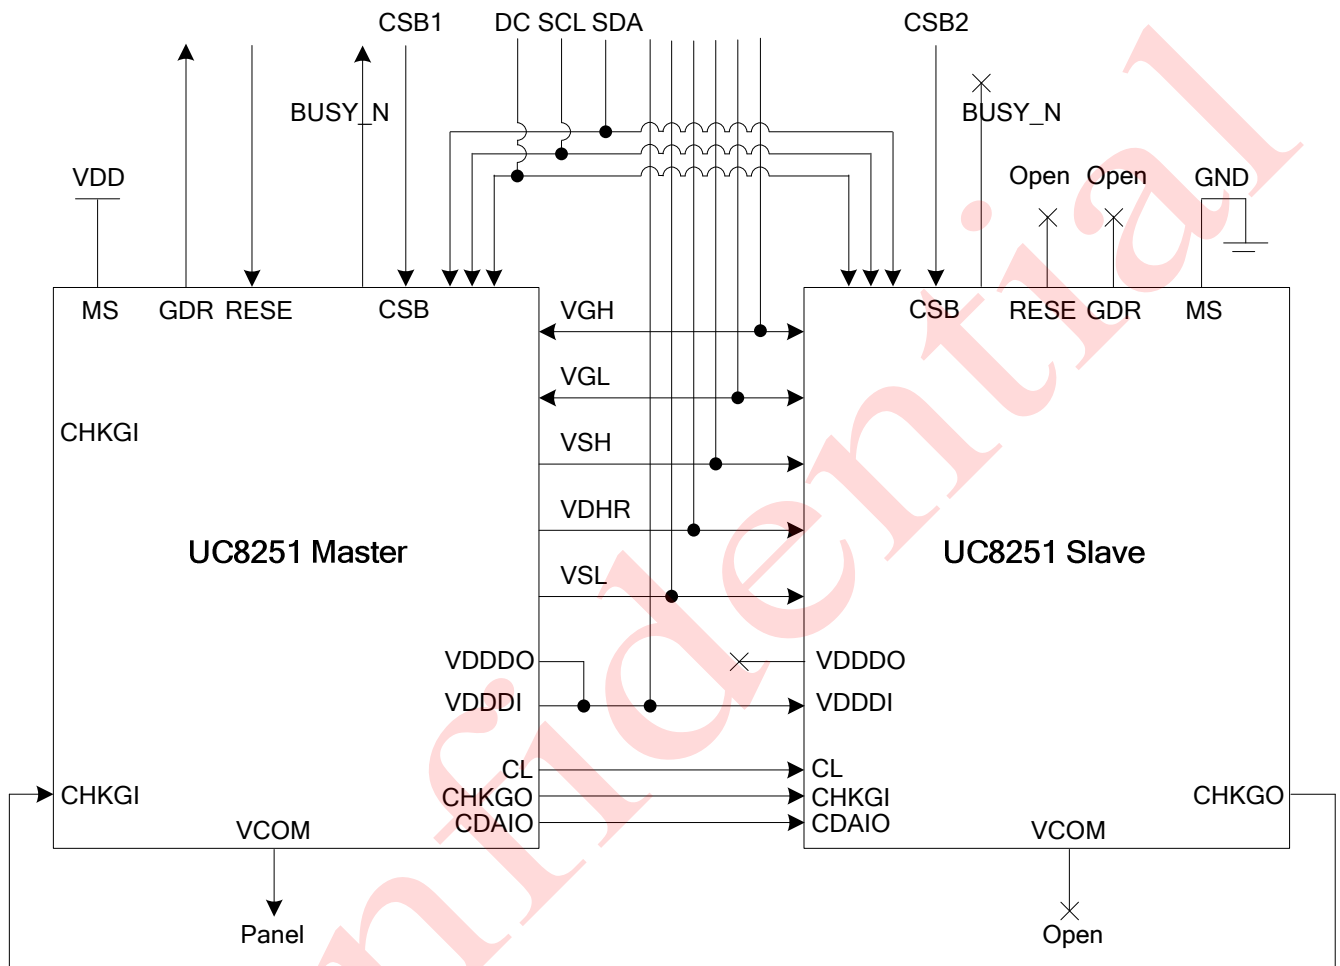 CSB1 DC SCL SDA CSB2
BUSY_N BUSY_N
VDD Open Open GND
MS GDR RESE CSB VGH CSB RESE GDR MS
VGL
CHKGI VSH
VDHR
UC8251 Master UC8251 Slave
VSL
VDDDO VDDDO
VDDDI VDDDI
CL CL
CHKGI CHKGO CHKGI CHKGO
CDAIO CDAIO
VCOM VCOM
Panel Open
nfidential